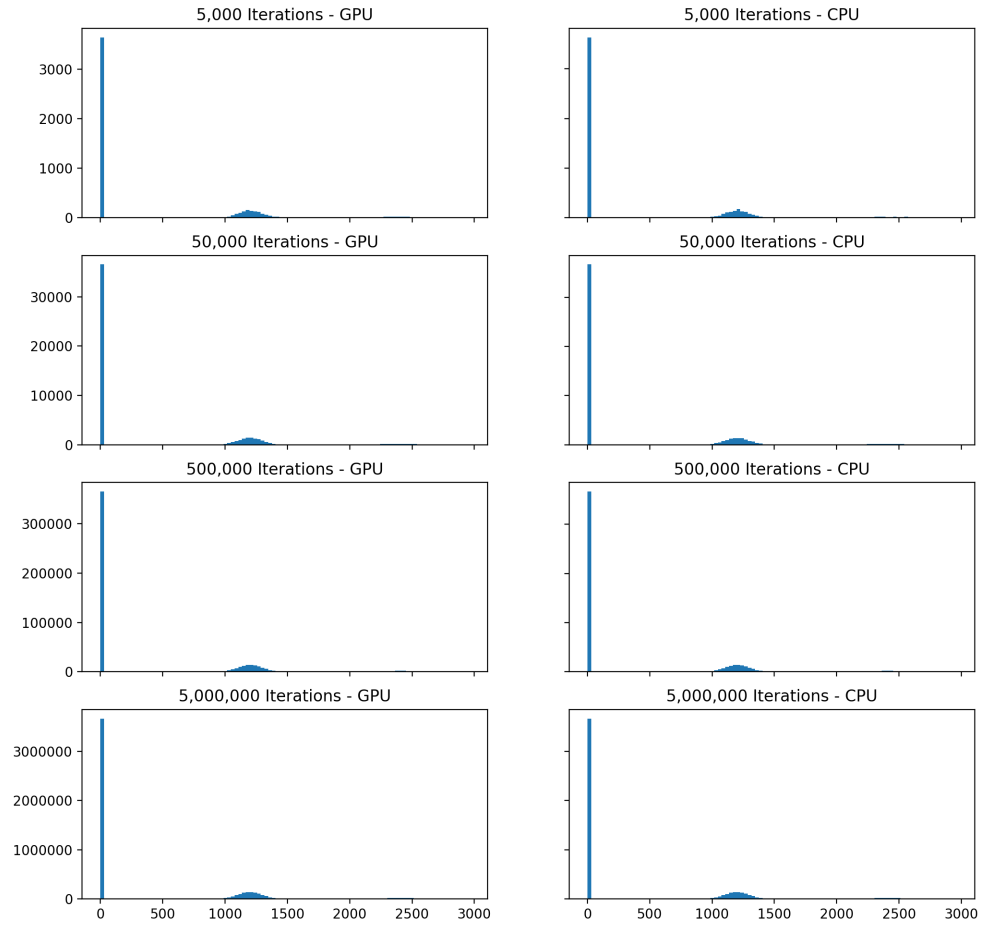 5,000 Iterations - GPU
5,000 Iterations - CPU
3000
2000
1000
0
50,000 Iterations - GPU
50,000 Iterations - CPU
30000
20000
10000
0
500,000 Iterations - GPU
500,000 Iterations - CPU
300000
200000
100000
0
5,000,000 Iterations - GPU
5,000,000 Iterations - CPU
3000000
2000000
1000000
0
0 500 1000 1500 2000 2500 3000
0 500 1000 1500 2000 2500 3000